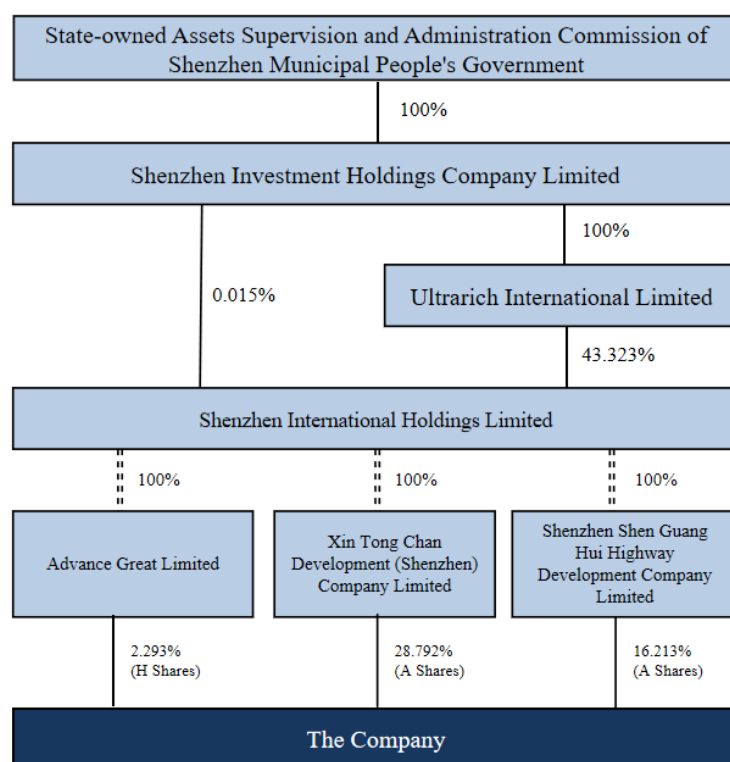 State-owned Assets Supervision and Administration Commission of
Shenzhen Municipal People's Government
100%
Shenzhen Investment Holdings Company Limited
100%
0.015%
Ultrarich International Limited
43.323%
Shenzhen International Holdings Limited
100%
100%
100%
Advance Great Limited
Xin Tong Chan
Development (Shenzhen)
Company Limited
Shenzhen Shen Guang
Hui Highway
Development Company
Limited
2.293%
(H Shares)
28.792%
(A Shares)
16.213%
(A Shares)
The Company